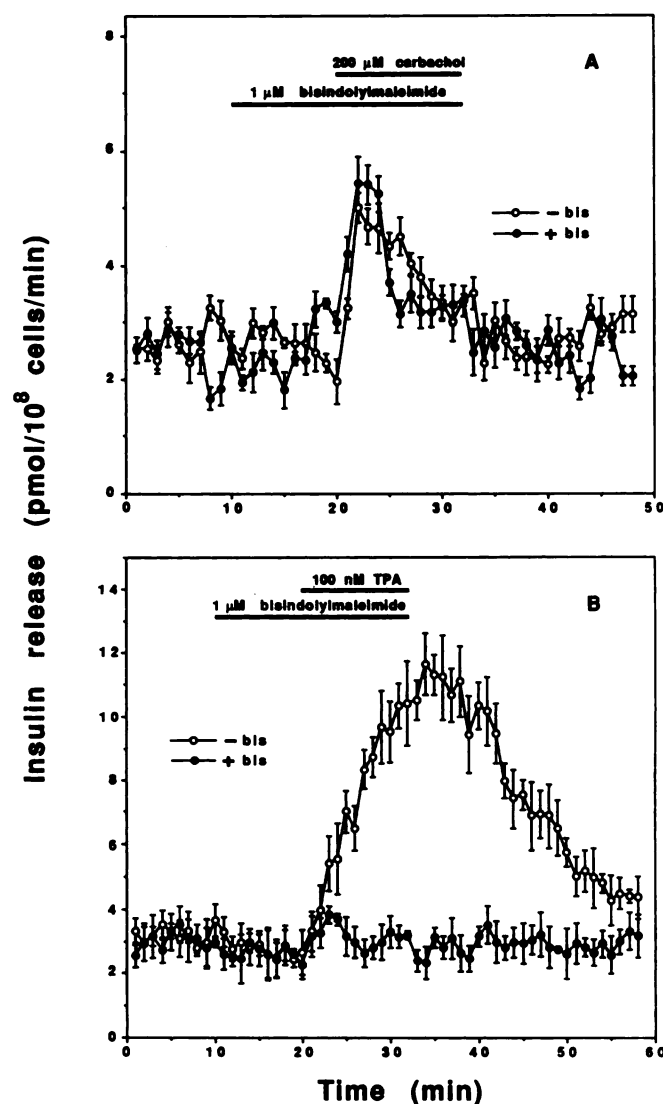 8
A
200 μM carbachol
1 μM bisindolylmaleimide
6
− bis
+ bis
4
2
0
0 10 20 30 40 50
14
100 nM TPA
B
1 μM bisindolylmaleimide
12
10
− bis
+ bis
8
6
4
2
0
0 10 20 30 40 50 60
Insulin release (pmol/10⁸ cells/min)
Time (min)